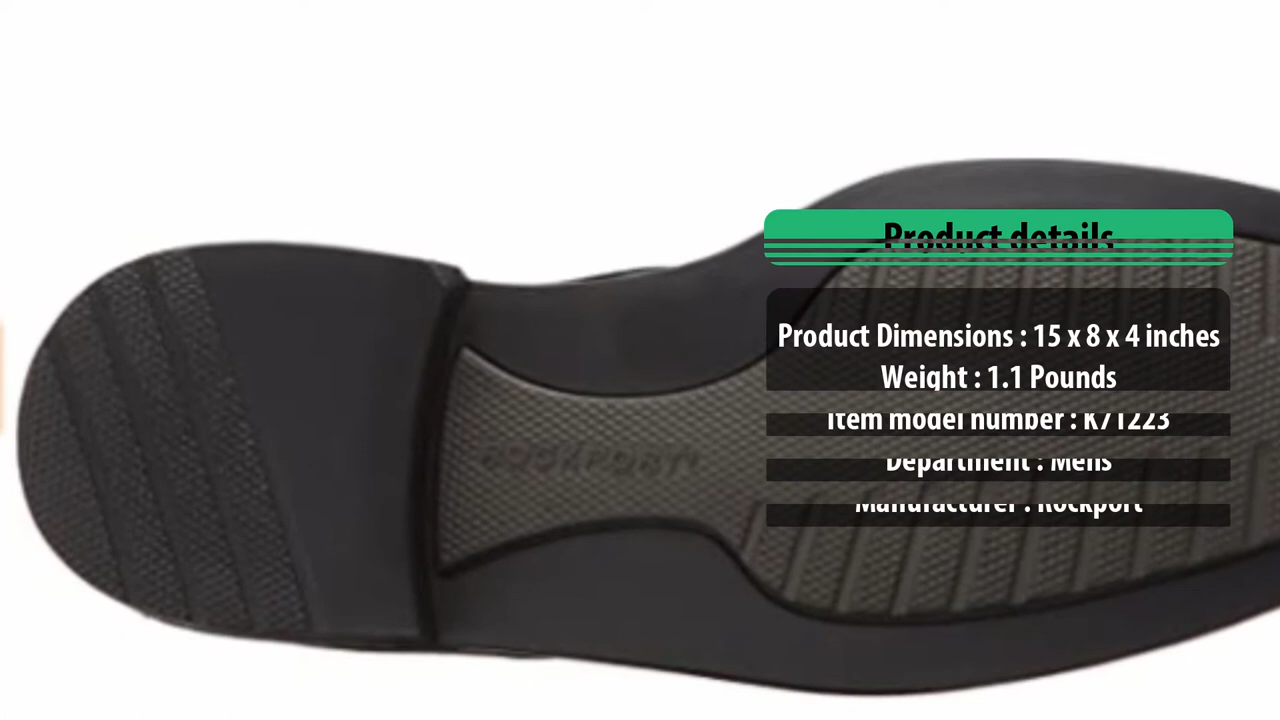 Product details
Product Dimensions : 15 x 8 x 4 inches
Weight : 1.1 Pounds
Item model number : K71223
Department : Mens
Manufacturer : Rockport
ROCKPORT